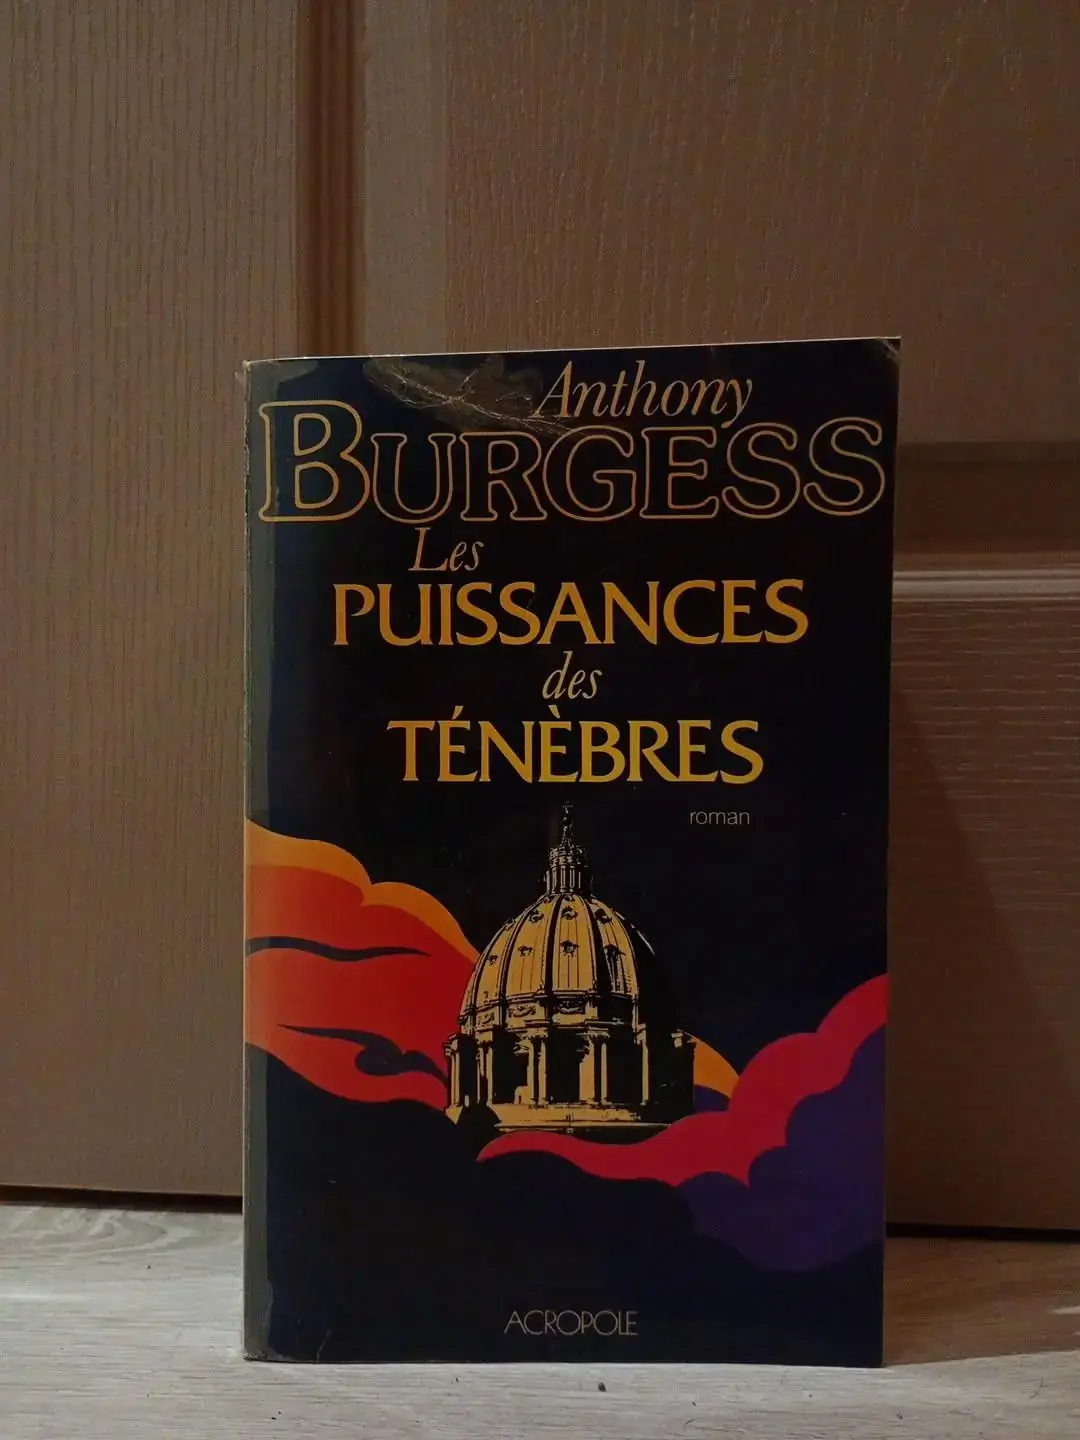 Anthony
BURGESS
Les
PUISSANCES
des
TÉNÈBRES
roman
ACROPOLE